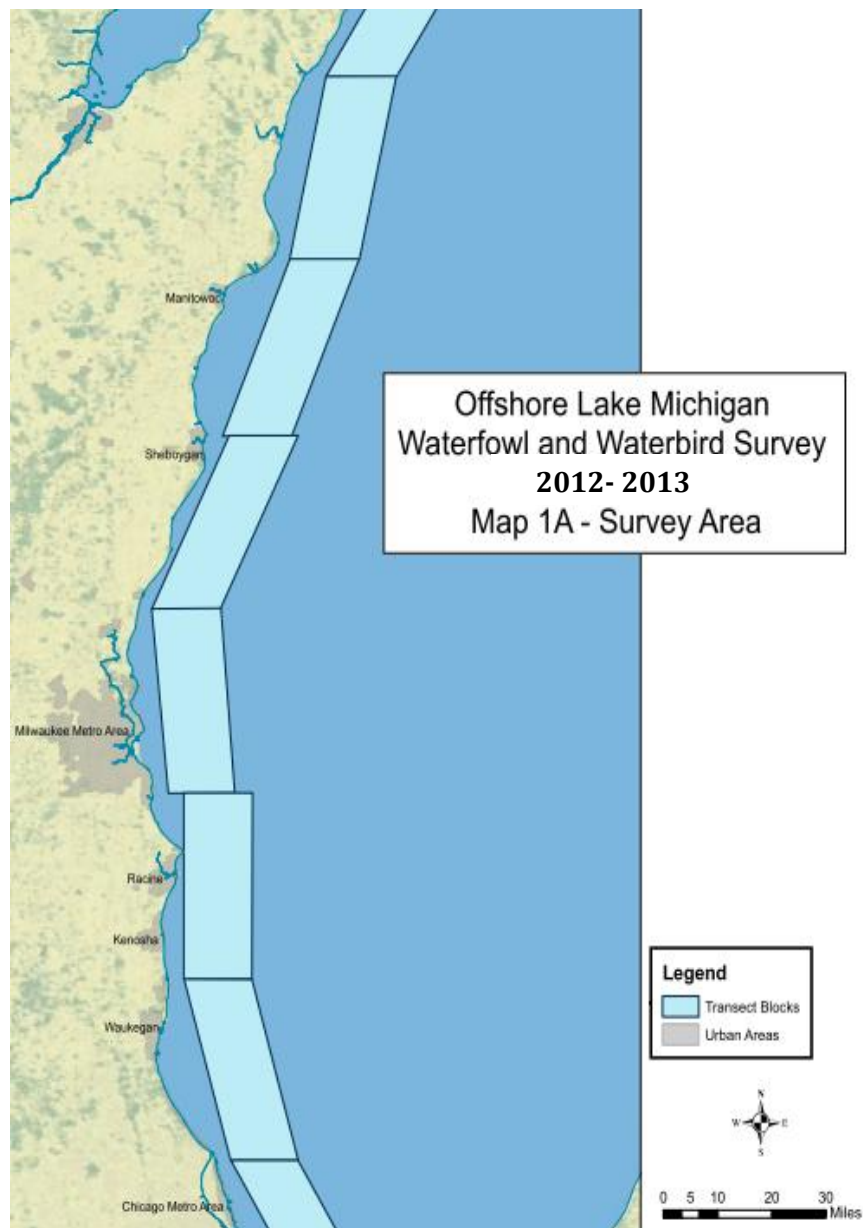 Manitowoc
Sheboygan
Offshore Lake Michigan
Waterfowl and Waterbird Survey
2012- 2013
Map 1A - Survey Area
Milwaukee Metro Area
Racine
Kenosha
Waukegan
Chicago Metro Area
Legend
Transect Blocks
Urban Areas
N
W E
S
0 5 10 20 30
Miles